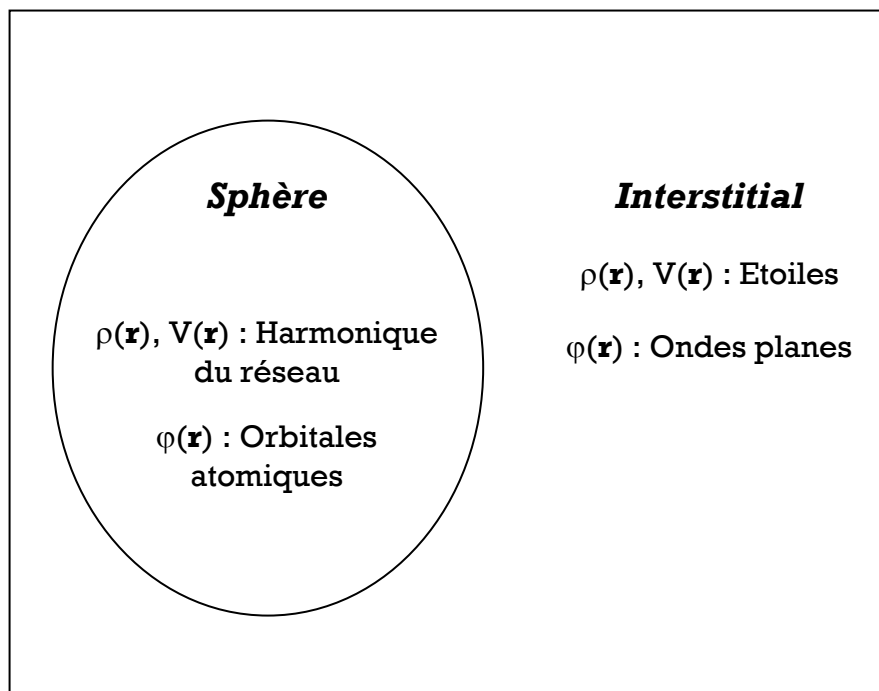 Sphère
ρ(r), V(r) : Harmonique
du réseau
φ(r) : Orbitales
atomiques
Interstitial
ρ(r), V(r) : Etoiles
φ(r) : Ondes planes